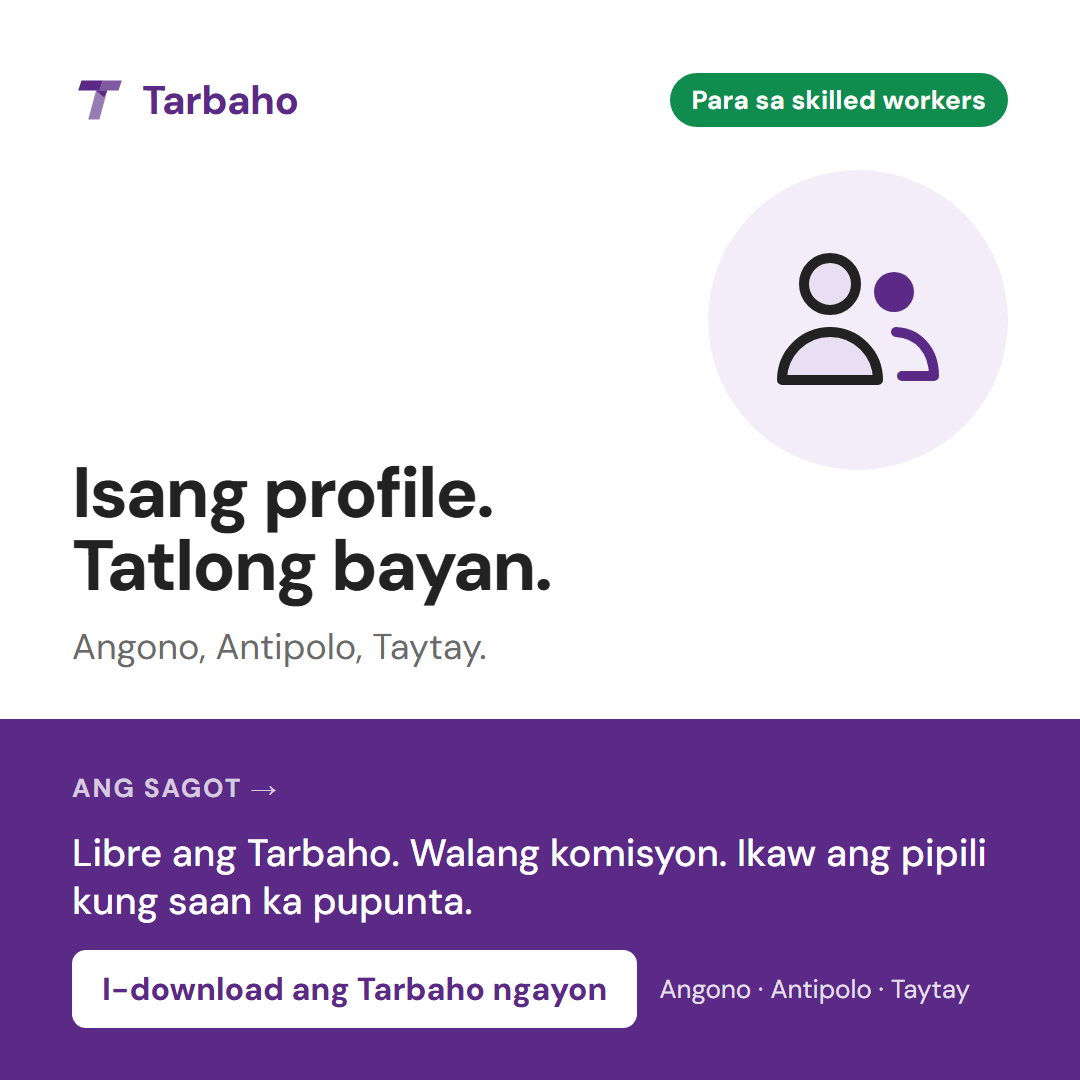 Tarbaho
Para sa skilled workers
Isang profile.
Tatlong bayan.
Angono, Antipolo, Taytay.
ANG SAGOT →
Libre ang Tarbaho. Walang komisyon. Ikaw ang pipili
kung saan ka pupunta.
I-download ang Tarbaho ngayon
Angono · Antipolo · Taytay